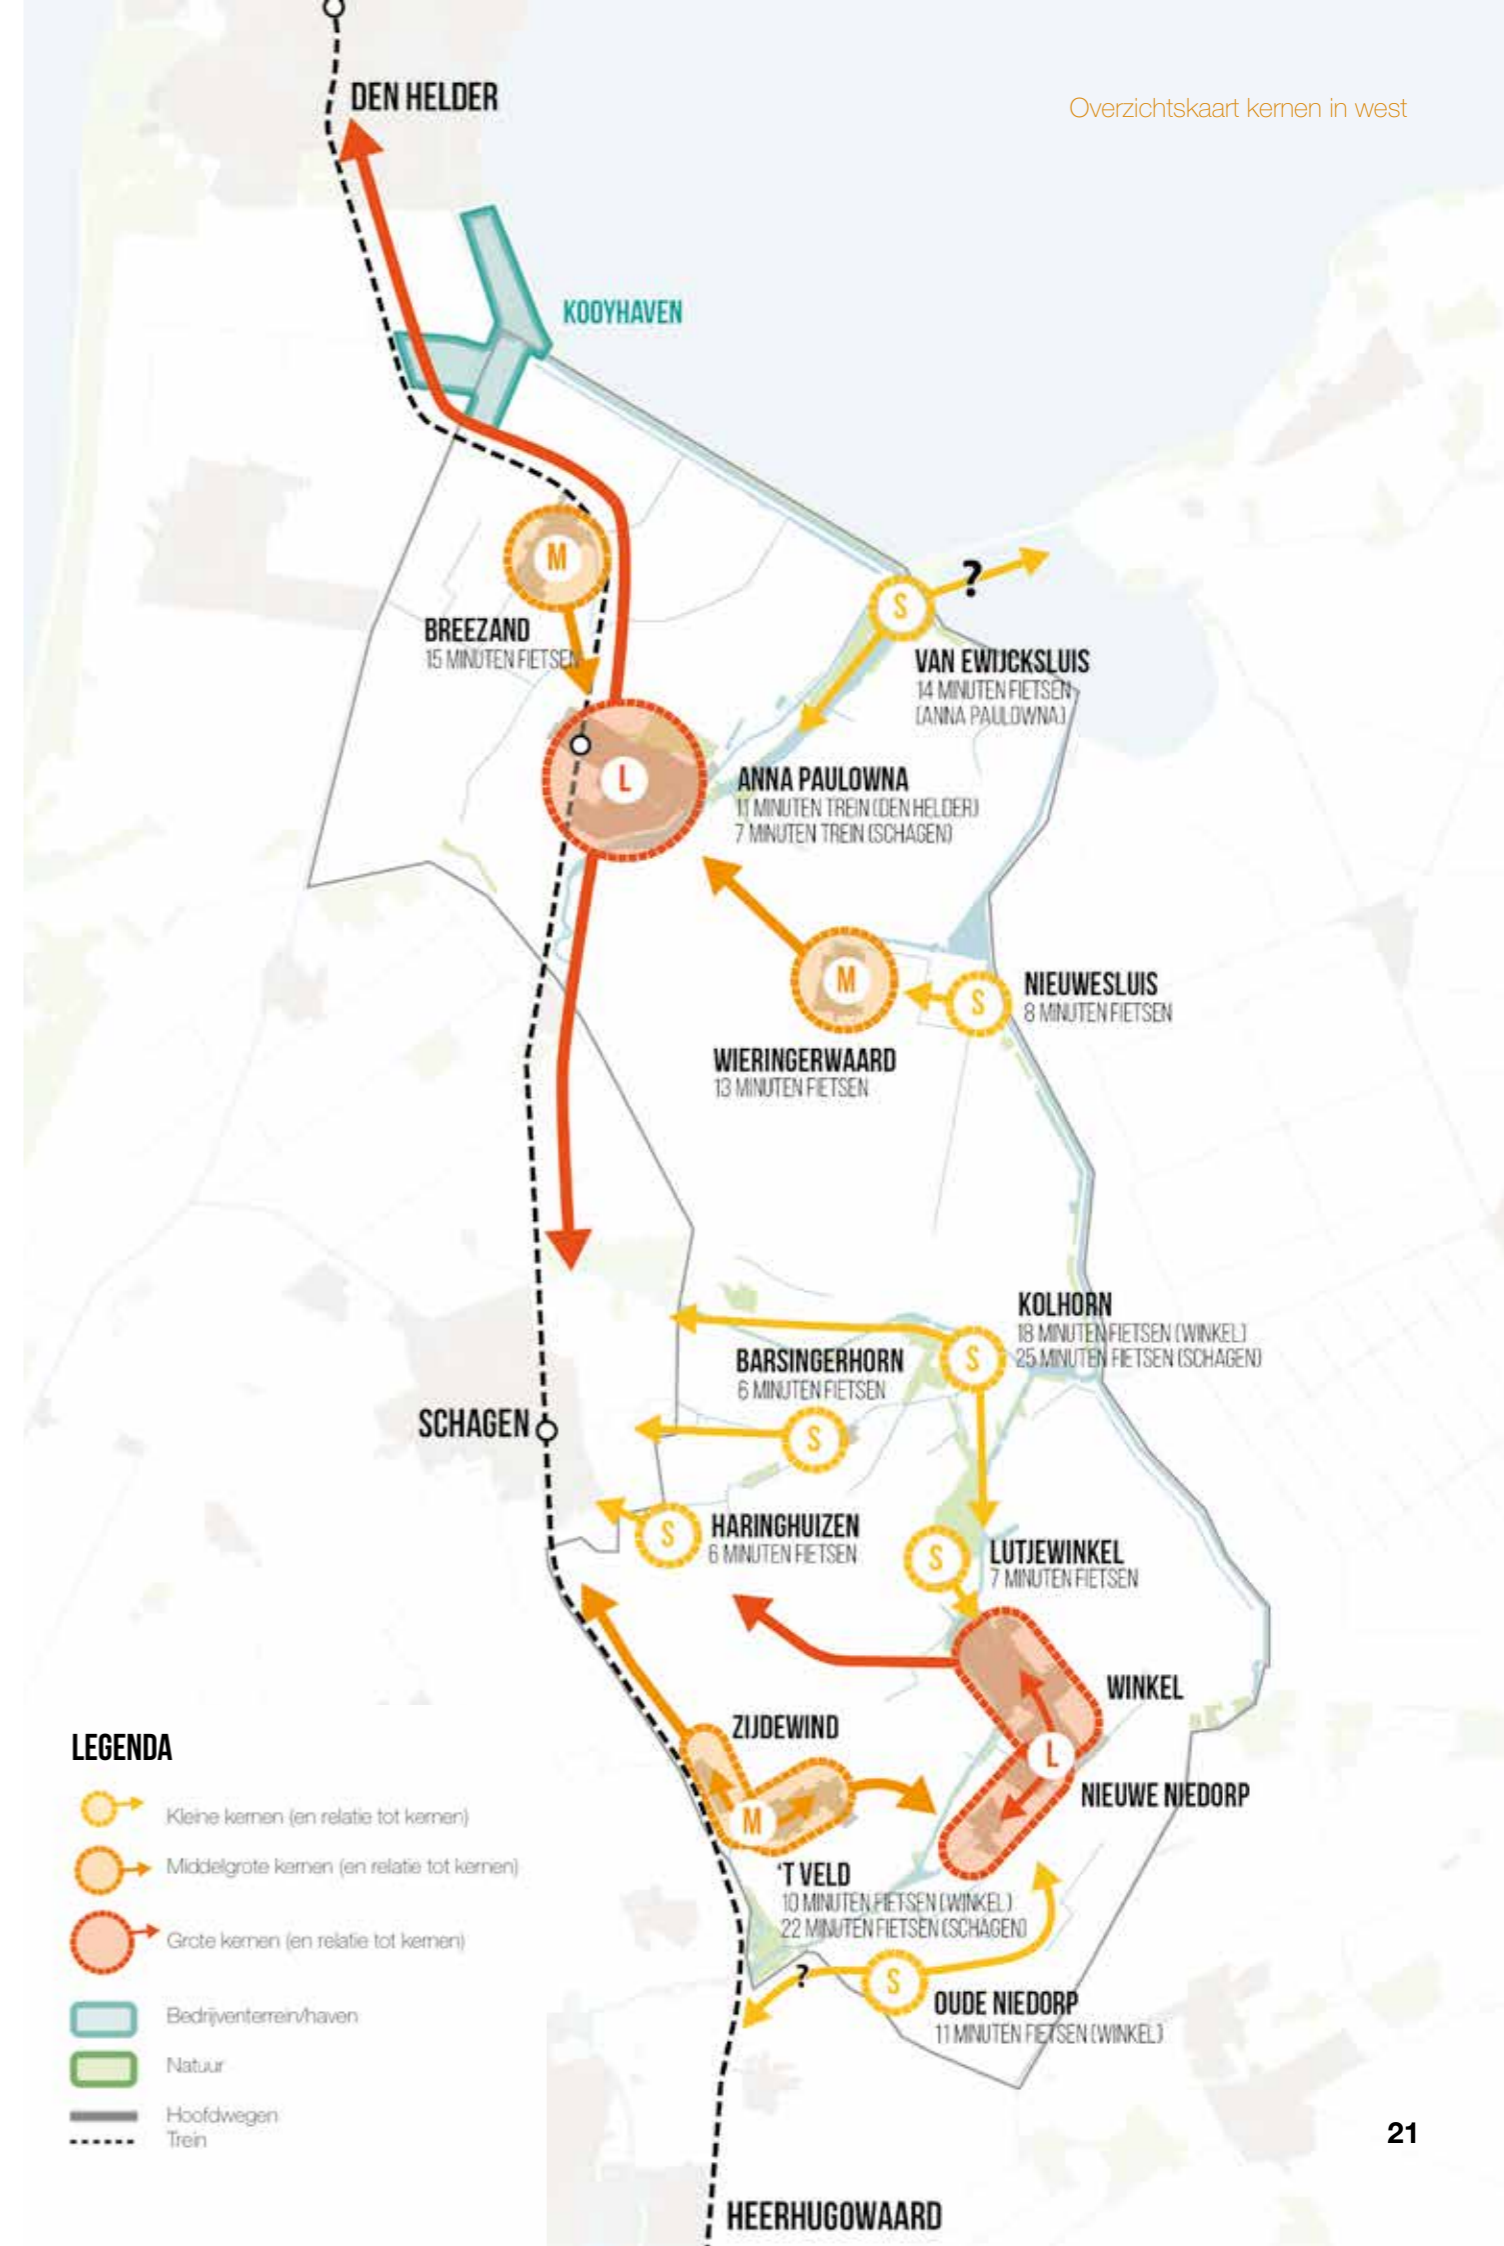 Overzichtskaart kernen in west
DEN HELDER
KOOYHAVEN
M
BREEZAND
15 MINUTEN FIETSEN
S
?
VAN EWIJCKSLUIS
14 MINUTEN FIETSEN
(ANNA PAULOWNA)
L
ANNA PAULOWNA
11 MINUTEN TREIN (DEN HELDER)
7 MINUTEN TREIN (SCHAGEN)
M
S
NIEUWESLUIS
8 MINUTEN FIETSEN
WIERINGERWAARD
13 MINUTEN FIETSEN
KOLHORN
18 MINUTEN FIETSEN (WINKEL)
25 MINUTEN FIETSEN (SCHAGEN)
S
BARSINGERHORN
6 MINUTEN FIETSEN
S
SCHAGEN
S
HARINGHUIZEN
6 MINUTEN FIETSEN
S
LUTJEWINKEL
7 MINUTEN FIETSEN
WINKEL
L
NIEUWE NIEDORP
ZIJDEWIND
M
'T VELD
10 MINUTEN FIETSEN (WINKEL)
22 MINUTEN FIETSEN (SCHAGEN)
?
S
OUDE NIEDORP
11 MINUTEN FIETSEN (WINKEL)
LEGENDA
Kleine kernen (en relatie tot kernen)
Middelgrote kernen (en relatie tot kernen)
Grote kernen (en relatie tot kernen)
Bedrijventerrein/haven
Natuur
Hoofdwegen
Trein
21
HEERHUGOWAARD